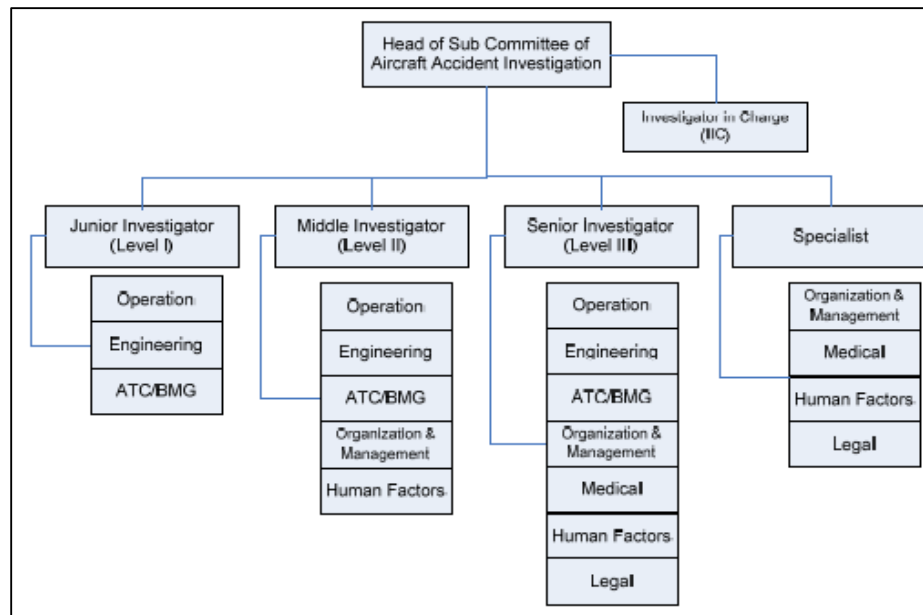 Head of Sub Committee of
Aircraft Accident Investigation
Investigator in Charge
(IIC)
Junior Investigator
(Level I)
Operation
Engineering
ATC/BMG
Middle Investigator
(Level II)
Operation
Engineering
ATC/BMG
Organization &
Management
Human Factors
Senior Investigator
(Level III)
Operation
Engineering
ATC/BMG
Organization &
Management
Medical
Human Factors
Legal
Specialist
Organization &
Management
Medical
Human Factors
Legal